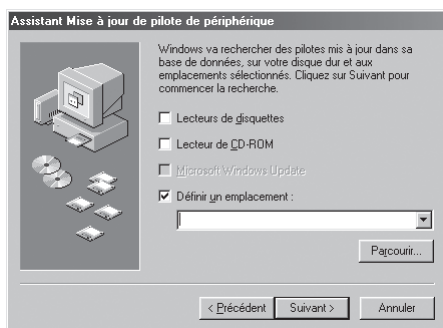 Assistant Mise à jour de pilote de périphérique
Windows va rechercher des pilotes mis à jour dans sa
base de données, sur votre disque dur et aux
emplacements sélectionnés. Cliquez sur Suivant pour
commencer la recherche.
Lecteurs de disquettes
Lecteur de CD-ROM
Microsoft Windows Update
Définir un emplacement :
Parcourir...
< Précédent
Suivant >
Annuler